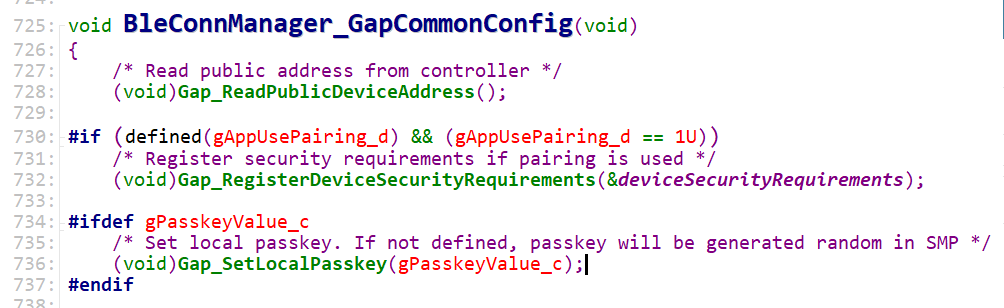 725: void BleConnManager_GapCommonConfig(void)
726: {
727:     /* Read public address from controller */
728:     (void)Gap_ReadPublicDeviceAddress();
729:
730: #if (defined(gAppUsePairing_d) && (gAppUsePairing_d == 1U))
731:     /* Register security requirements if pairing is used */
732:     (void)Gap_RegisterDeviceSecurityRequirements(&deviceSecurityRequirements);
733:
734: #ifdef gPasskeyValue_c
735:     /* Set local passkey. If not defined, passkey will be generated random in SMP */
736:     (void)Gap_SetLocalPasskey(gPasskeyValue_c);
737: #endif
738: